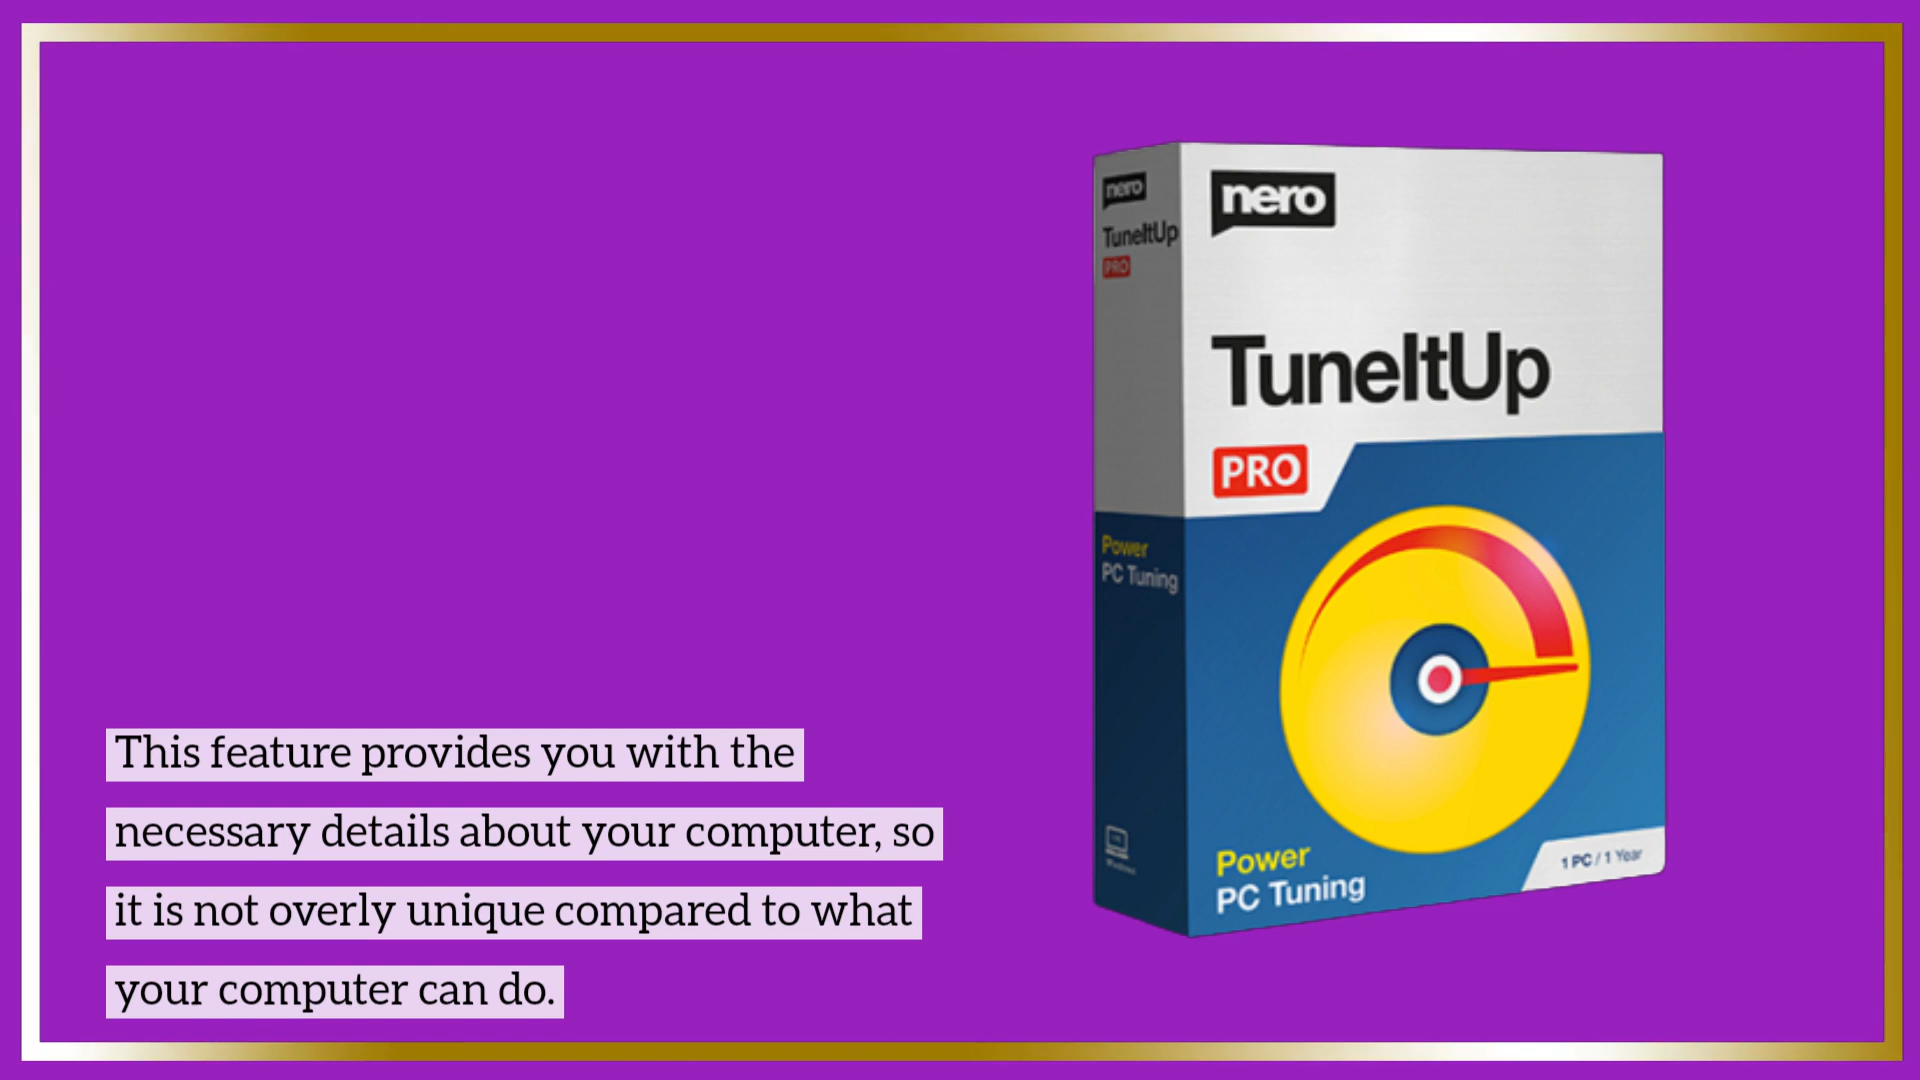 This feature provides you with the
necessary details about your computer, so
it is not overly unique compared to what
your computer can do.
nero
TuneItUp
PRO
Power
PC Tuning
nero
TuneItUp
PRO
Power
PC Tuning
1 PC / 1 Year